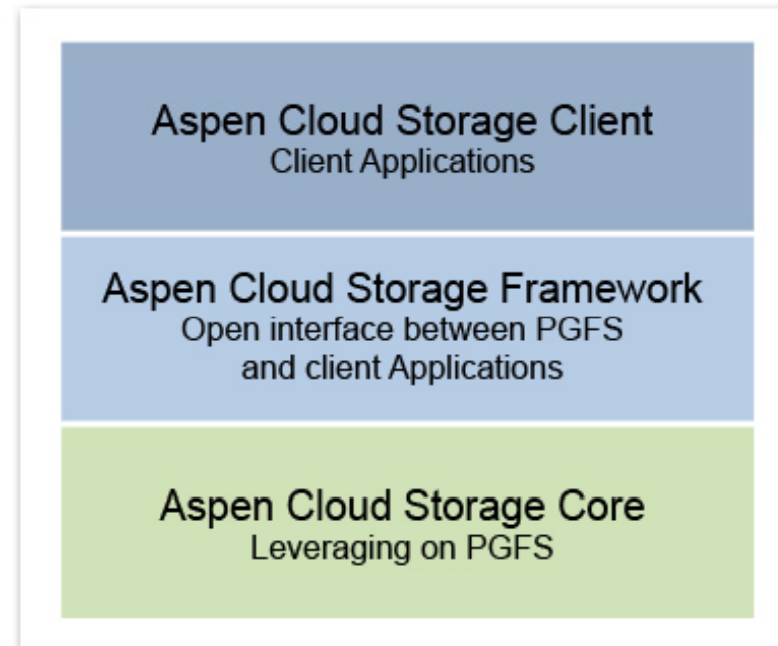 Aspen Cloud Storage Client
Client Applications
Aspen Cloud Storage Framework
Open interface between PGFS
and client Applications
Aspen Cloud Storage Core
Leveraging on PGFS